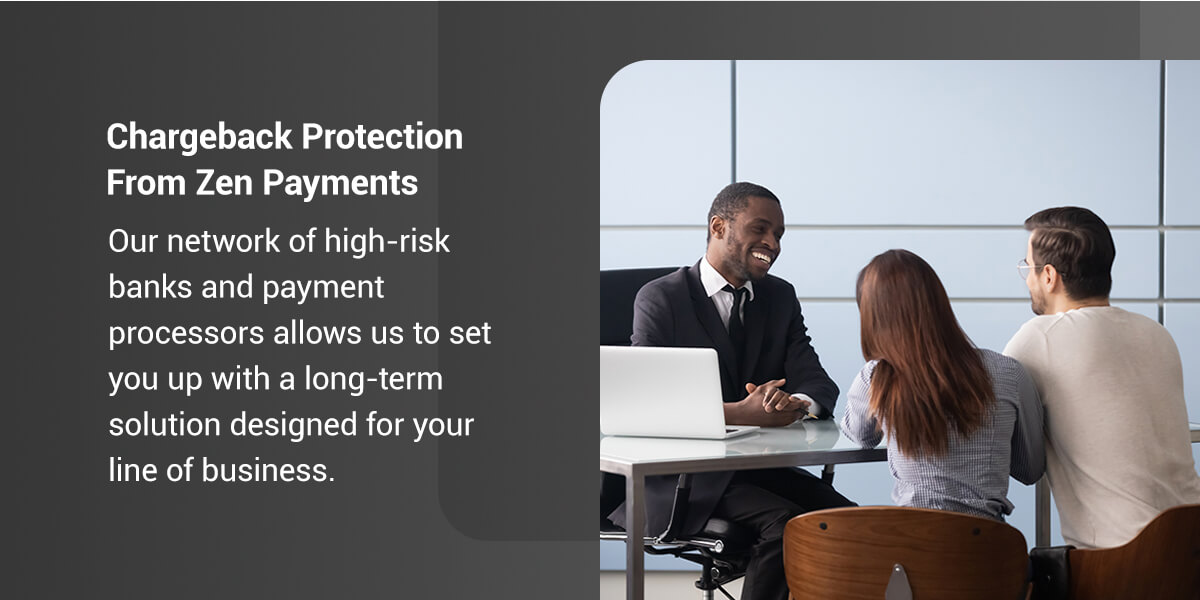 Chargeback Protection
From Zen Payments
Our network of high-risk
banks and payment
processors allows us to set
you up with a long-term
solution designed for your
line of business.